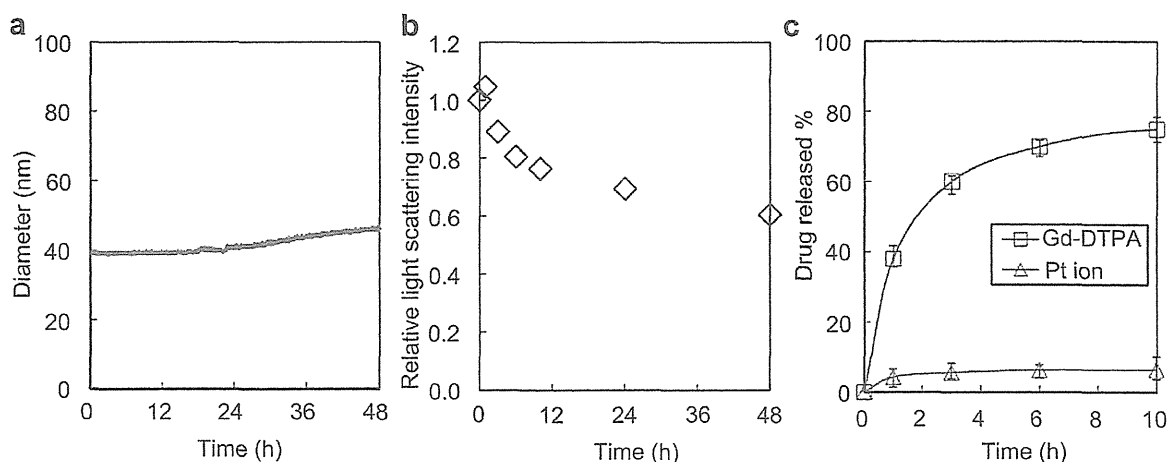 a
100
80
60
40
20
0
Diameter (nm)
0 12 24 36 48
Time (h)
b
1.2
1.0
0.8
0.6
0.4
0.2
0.0
Relative light scattering intensity
0 24 48
Time (h)
c
100
80
60
40
20
0
Drug released %
Gd-DTPA
Pt ion
0 2 4 6 8 10
Time (h)